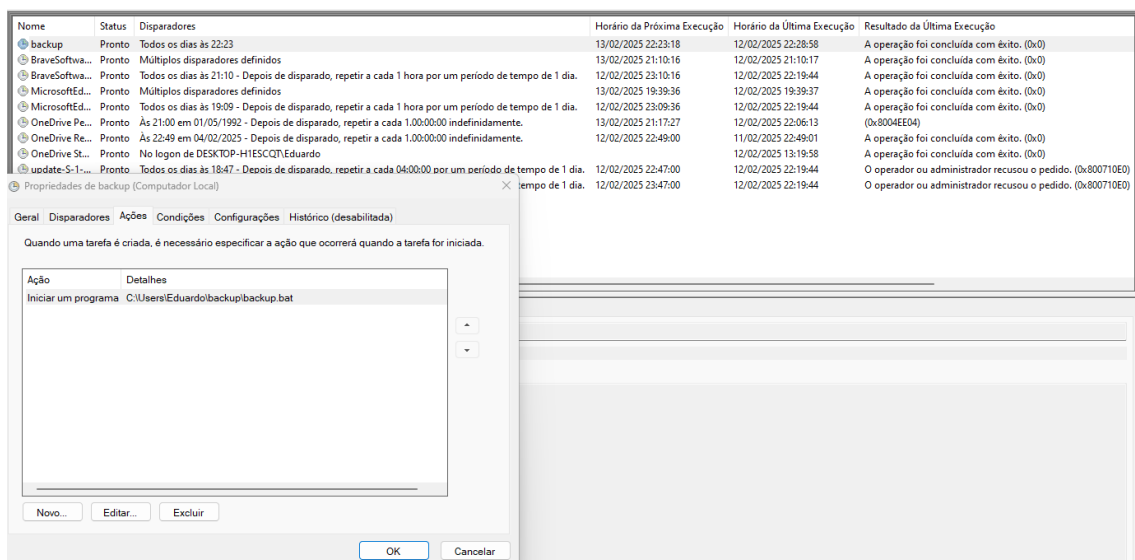 Nome Status Disparadores Horário da Próxima Execução Horário da Última Execução Resultado da Última Execução
backup Pronto Todos os dias às 22:23 13/02/2025 22:23:18 12/02/2025 22:28:58 A operação foi concluída com êxito. (0x0)
BraveSoftwa... Pronto Múltiplos disparadores definidos 13/02/2025 21:10:16 12/02/2025 21:10:17 A operação foi concluída com êxito. (0x0)
BraveSoftwa... Pronto Todos os dias às 21:10 - Depois de disparado, repetir a cada 1 hora por um período de tempo de 1 dia. 12/02/2025 23:10:16 12/02/2025 22:19:44 A operação foi concluída com êxito. (0x0)
MicrosoftEd... Pronto Múltiplos disparadores definidos 13/02/2025 19:39:36 12/02/2025 19:39:37 A operação foi concluída com êxito. (0x0)
MicrosoftEd... Pronto Todos os dias às 19:09 - Depois de disparado, repetir a cada 1 hora por um período de tempo de 1 dia. 12/02/2025 23:09:36 12/02/2025 22:19:44 A operação foi concluída com êxito. (0x0)
OneDrive Pe... Pronto Às 21:00 em 01/05/1992 - Depois de disparado, repetir a cada 1.00:00:00 indefinidamente. 13/02/2025 21:17:27 12/02/2025 22:06:13 (0x8004EE04)
OneDrive Re... Pronto Às 22:49 em 04/02/2025 - Depois de disparado, repetir a cada 1.00:00:00 indefinidamente. 12/02/2025 22:49:00 11/02/2025 22:49:01 A operação foi concluída com êxito. (0x0)
OneDrive St... Pronto No logon de DESKTOP-H1ESCQT\Eduardo 12/02/2025 13:19:58 A operação foi concluída com êxito. (0x0)
update-S-1-... Pronto Todos os dias às 18:47 - Depois de disparado, repetir a cada 04:00:00 por um período de tempo de 1 dia. 12/02/2025 22:47:00 12/02/2025 22:19:44 O operador ou administrador recusou o pedido. (0x800710E0)
tempo de 1 dia. 12/02/2025 23:47:00 12/02/2025 22:19:44 O operador ou administrador recusou o pedido. (0x800710E0)
Propriedades de backup (Computador Local)
Geral Disparadores Ações Condições Configurações Histórico (desabilitada)
Quando uma tarefa é criada, é necessário especificar a ação que ocorrerá quando a tarefa for iniciada.
Ação Detalhes
Iniciar um programa C:\Users\Eduardo\backup\backup.bat
Novo... Editar... Excluir
OK Cancelar